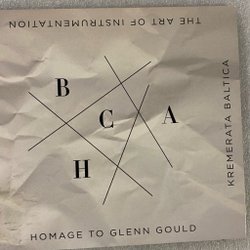 THE ART OF INSTRUMENTATION
B
C
A
H
KREMERATA BALTICA
HOMAGE TO GLENN GOULD